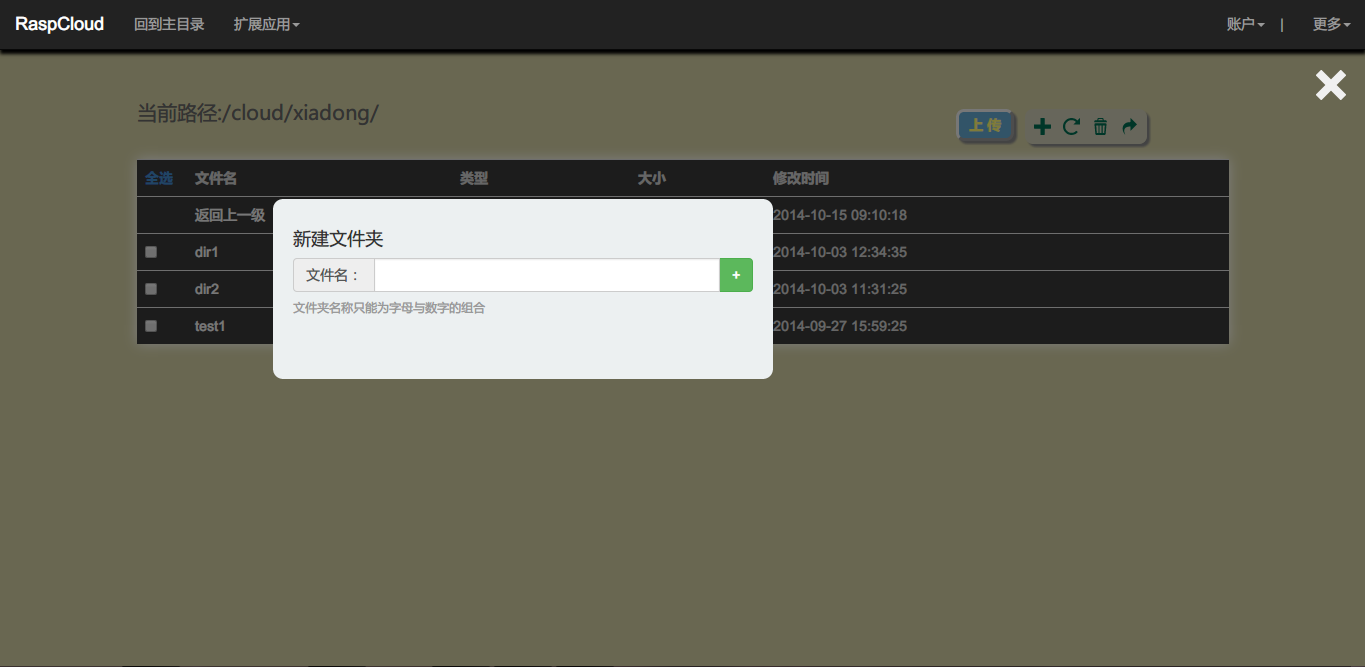 RaspCloud 回到主目录 扩展应用 账户 | 更多
当前路径:/cloud/xiadong/
上传
全选 文件名 类型 大小 修改时间
返回上一级 2014-10-15 09:10:18
dir1 2014-10-03 12:34:35
dir2 2014-10-03 11:31:25
test1 2014-09-27 15:59:25
新建文件夹
文件名： +
文件夹名称只能为字母与数字的组合